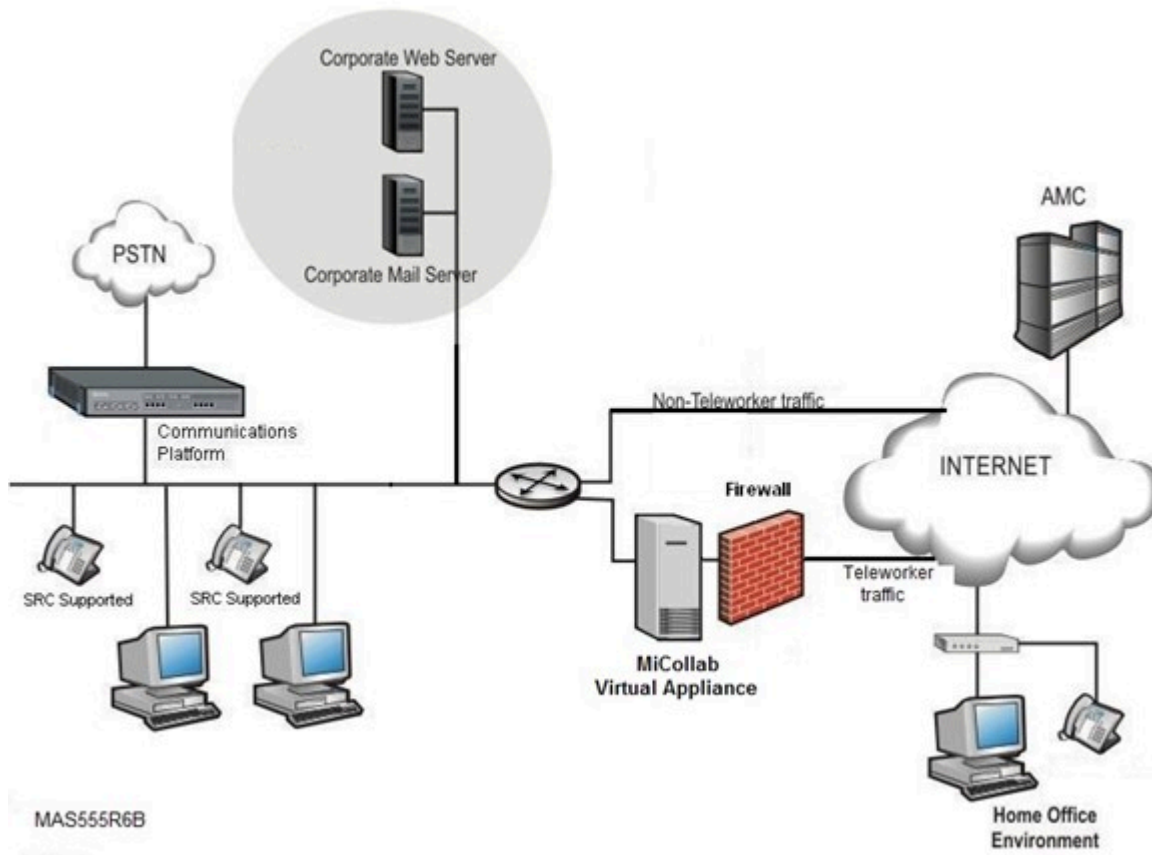 Corporate Web Server
Corporate Mail Server
PSTN
AMC
Communications
Platform
Non-Teleworker traffic
INTERNET
Firewall
Teleworker
traffic
SRC Supported
SRC Supported
MiCollab
Virtual Appliance
Home Office
Environment
MAS555R6B